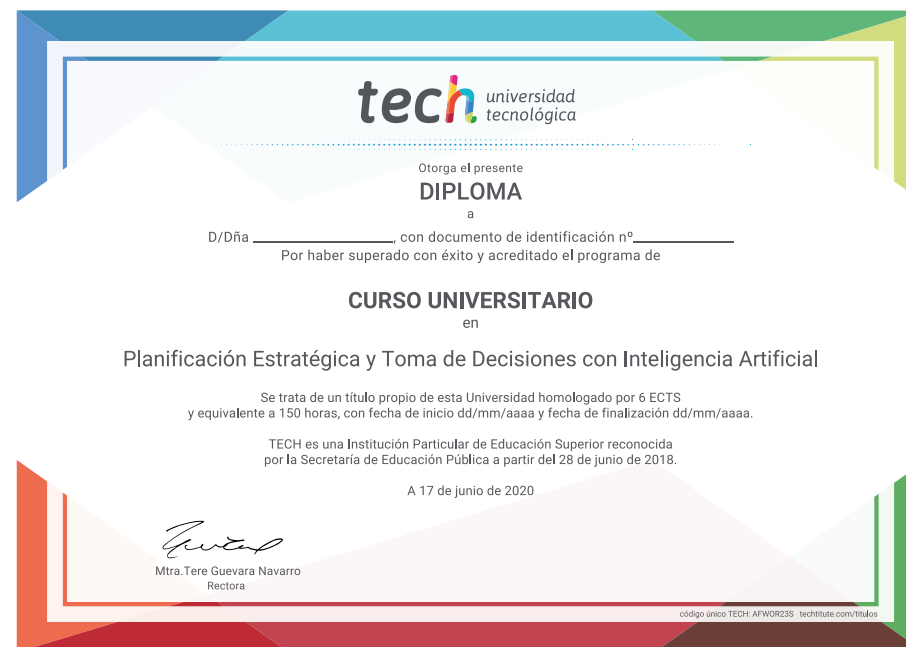 tech universidad
tecnológica
Otorga el presente
DIPLOMA
a
D/Dña ____________________, con documento de identificación nº______________
Por haber superado con éxito y acreditado el programa de
CURSO UNIVERSITARIO
en
Planificación Estratégica y Toma de Decisiones con Inteligencia Artificial
Se trata de un título propio de esta Universidad homologado por 6 ECTS
y equivalente a 150 horas, con fecha de inicio dd/mm/aaaa y fecha de finalización dd/mm/aaaa.
TECH es una Institución Particular de Educación Superior reconocida
por la Secretaría de Educación Pública a partir del 28 de junio de 2018.
A 17 de junio de 2020
Mtra.Tere Guevara Navarro
Rectora
código único TECH: AFWOR23S techtitute.com/titulos